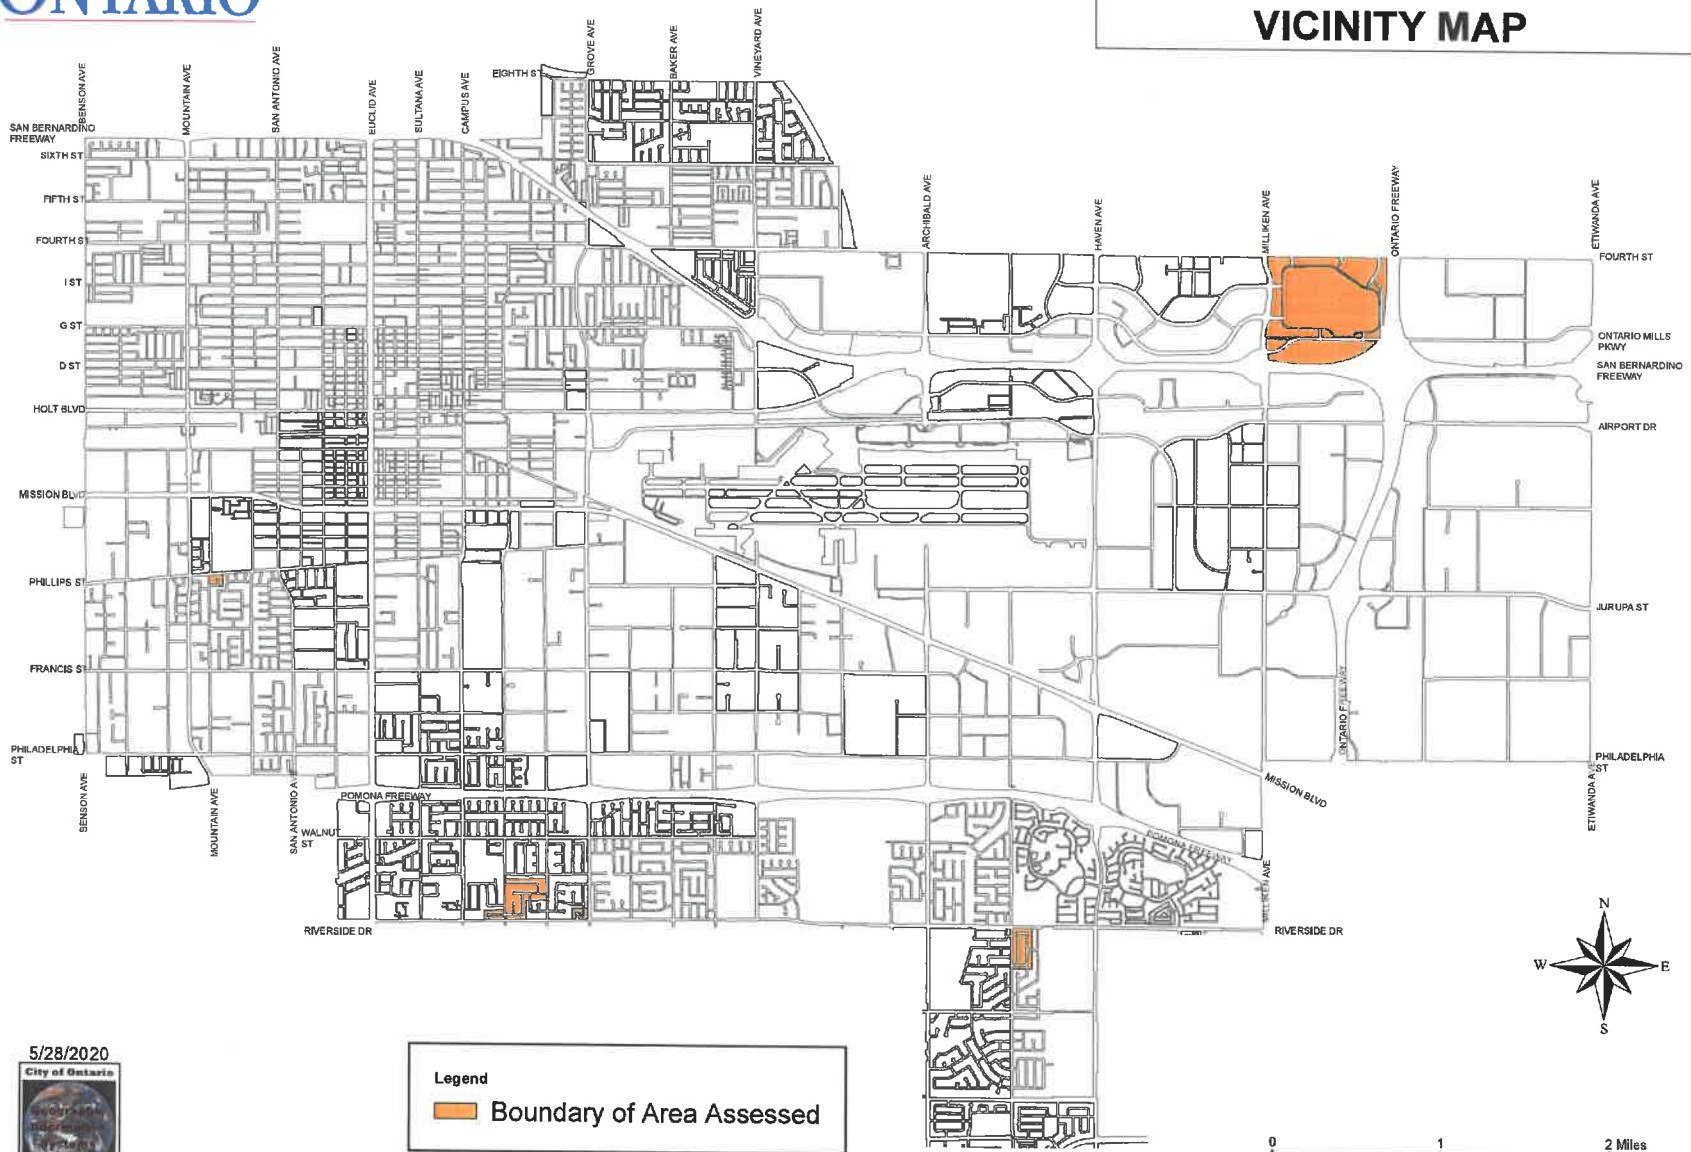 ONTARIO
VICINITY MAP
BENSON AVE
MOUNTAIN AVE
SAN ANTONIO AVE
EUCLID AVE
SULTANA AVE
CAMPUS AVE
EIGHTH ST
GROVE AVE
BAKER AVE
VINEYARD AVE
ARCHIBALD AVE
HAVEN AVE
MILLIKEN AVE
ONTARIO FREEWAY
ETIWANDA AVE
SAN BERNARDINO
FREEWAY
SIXTH ST
FIFTH ST
FOURTH ST
I ST
G ST
D ST
HOLT BLVD
MISSION BLVD
PHILLIPS ST
FRANCIS ST
PHILADELPHIA
ST
FOURTH ST
ONTARIO MILLS
PKWY
SAN BERNARDINO
FREEWAY
AIRPORT DR
JURUPA ST
ONTARIO FREEWAY
PHILADELPHIA
ST
ETIWANDA AVE
MISSION BLVD
BENSON AVE
MOUNTAIN AVE
SAN ANTONIO AVE
POMONA FREEWAY
WALNUT
ST
POMONA FREEWAY
MILLIKEN AVE
RIVERSIDE DR
RIVERSIDE DR
N
W
E
S
5/28/2020
City of Ontario
Geographic
Information
Systems
Legend
Boundary of Area Assessed
0
1
2 Miles